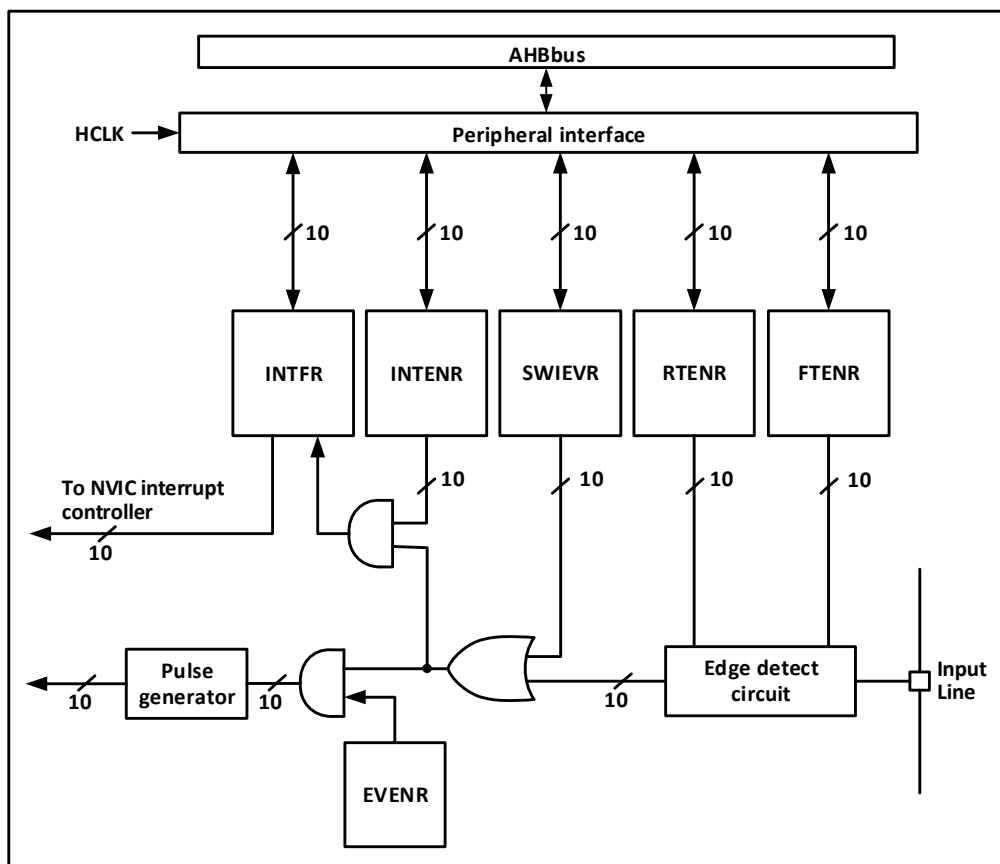 AHBbus
HCLK
Peripheral interface
10
10
10
10
10
INTFR
INTENR
SWIEVR
RTENR
FTENR
10
10
10
10
To NVIC interrupt
controller
10
Pulse
generator
10
10
10
Edge detect
circuit
Input
Line
EVENR